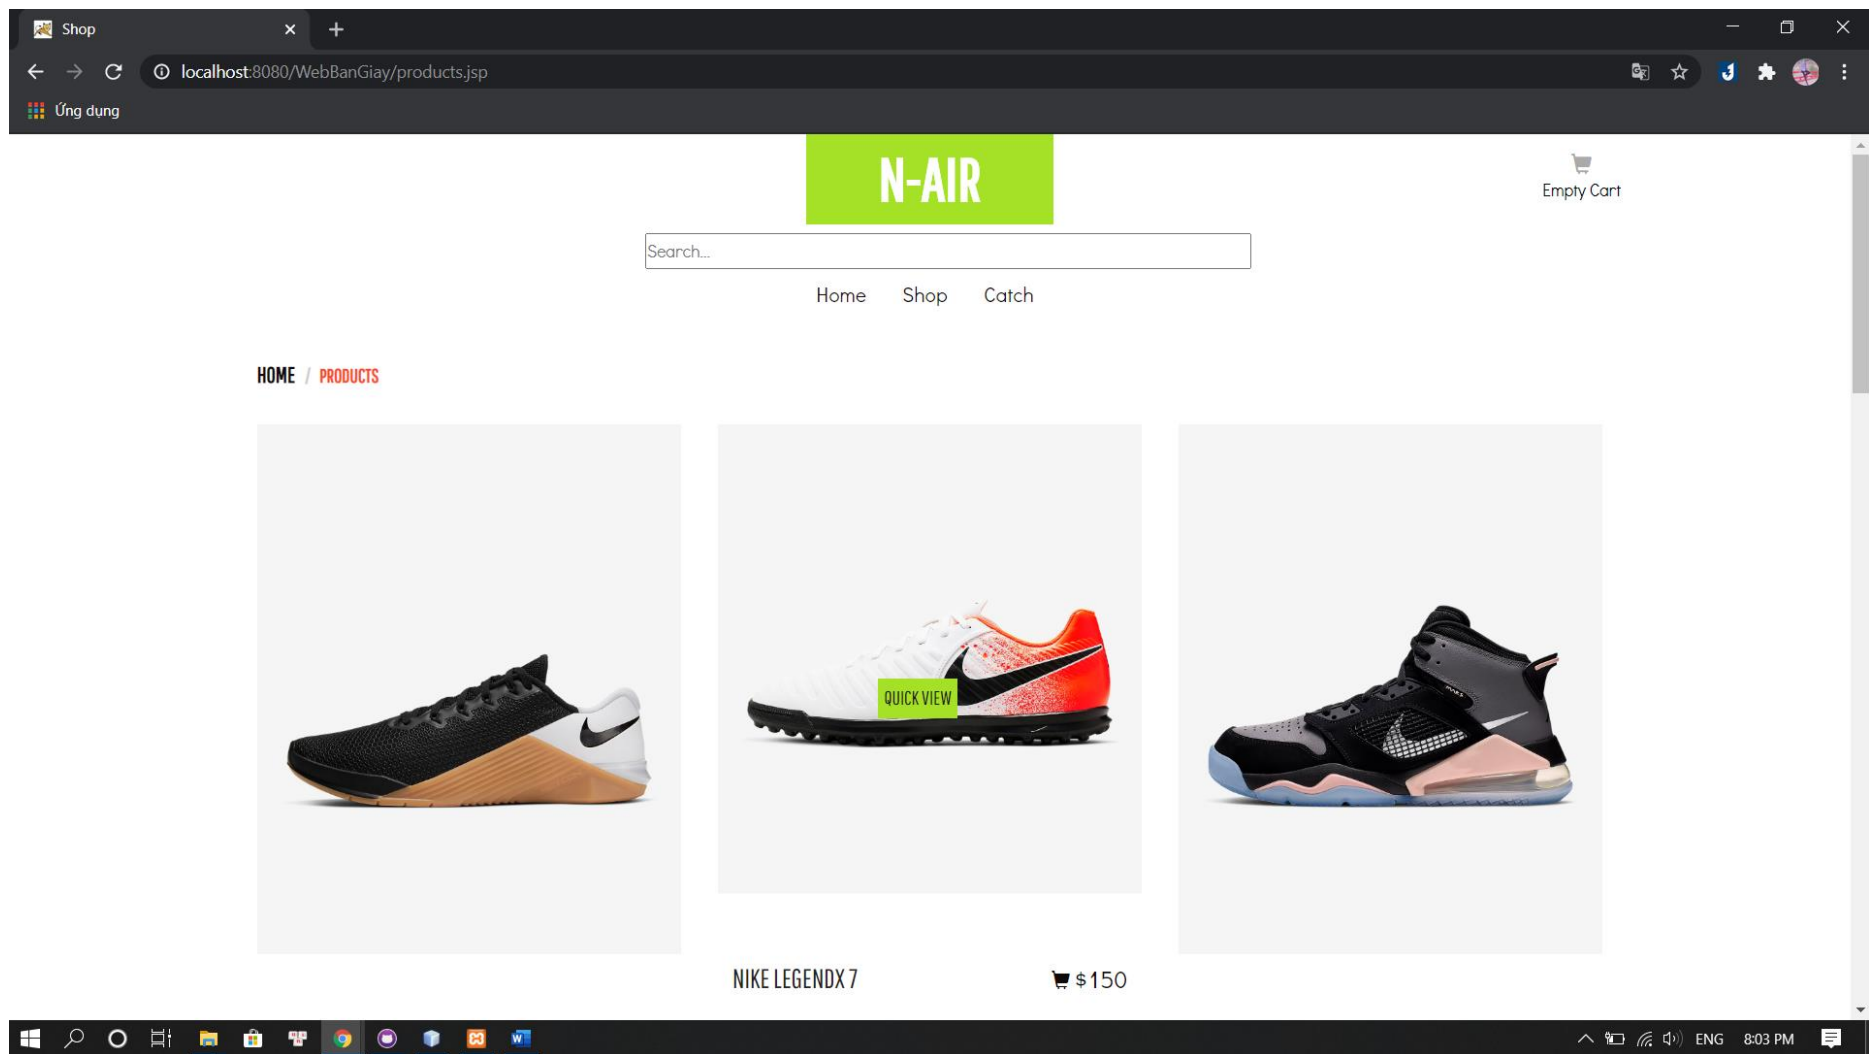 Shop
localhost:8080/WebBanGiay/products.jsp
Ứng dụng
N-AIR
Empty Cart
Search...
Home Shop Catch
HOME / PRODUCTS
QUICK VIEW
NIKE LEGENDX 7 $150
ENG 8:03 PM